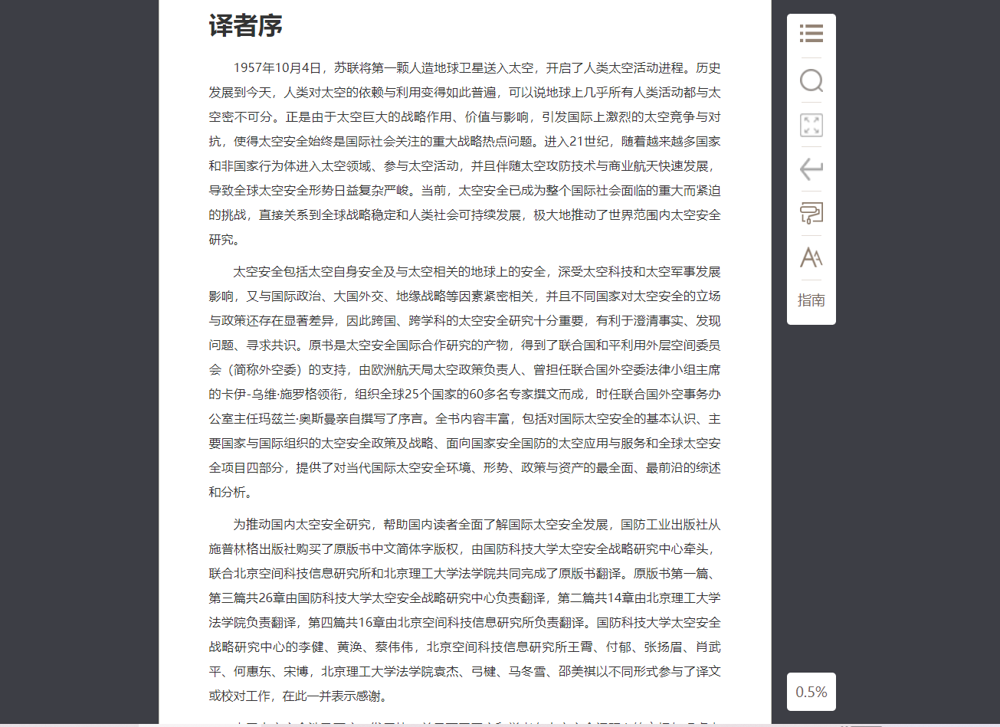 译者序
1957年10月4日，苏联将第一颗人造地球卫星送入太空，开启了人类太空活动进程。历史
发展到今天，人类对太空的依赖与利用变得如此普遍，可以说地球上几乎所有人类活动都与太
空密不可分。正是由于太空巨大的战略作用、价值与影响，引发国际上激烈的太空竞争与对
抗，使得太空安全始终是国际社会关注的重大战略热点问题。进入21世纪，随着越来越多国家
和非国家行为体进入太空领域、参与太空活动，并且伴随太空攻防技术与商业航天快速发展，
导致全球太空安全形势日益复杂严峻。当前，太空安全已成为整个国际社会面临的重大而紧迫
的挑战，直接关系到全球战略稳定和人类社会可持续发展，极大地推动了世界范围内太空安全
研究。
太空安全包括太空自身安全及与太空相关的地球上的安全，深受太空科技和太空军事发展
影响，又与国际政治、大国外交、地缘战略等因素紧密相关，并且不同国家对太空安全的立场
与政策还存在显著差异，因此跨国、跨学科的太空安全研究十分重要，有利于澄清事实、发现
问题、寻求共识。原书是太空安全国际合作研究的产物，得到了联合国和平利用外层空间委员
会（简称外空委）的支持，由欧洲航天局太空政策负责人、曾担任联合国外空委法律小组主席
的卡伊-乌维·施罗格领衔，组织全球25个国家的60多名专家撰文而成，时任联合国外空事务办
公室主任玛兹兰·奥斯曼亲自撰写了序言。全书内容丰富，包括对国际太空安全的基本认识、主
要国家与国际组织的太空安全政策及战略、面向国家安全国防的太空应用与服务和全球太空安
全项目四部分，提供了对当代国际太空安全环境、形势、政策与资产的最全面、最前沿的综述
和分析。
为推动国内太空安全研究，帮助国内读者全面了解国际太空安全发展，国防工业出版社从
施普林格出版社购买了原版书中文简体字版权，由国防科技大学太空安全战略研究中心牵头，
联合北京空间科技信息研究所和北京理工大学法学院共同完成了原版书翻译。原版书第一篇、
第三篇共26章由国防科技大学太空安全战略研究中心负责翻译，第二篇共14章由北京理工大学
法学院负责翻译，第四篇共16章由北京空间科技信息研究所负责翻译。国防科技大学太空安全
战略研究中心的李健、黄涣、蔡伟伟，北京空间科技信息研究所王霄、付郁、张扬眉、肖武
平、何惠东、宋博，北京理工大学法学院袁杰、弓楗、马冬雪、邵美祺以不同形式参与了译文
或校对工作，在此一并表示感谢。
指南
0.5%